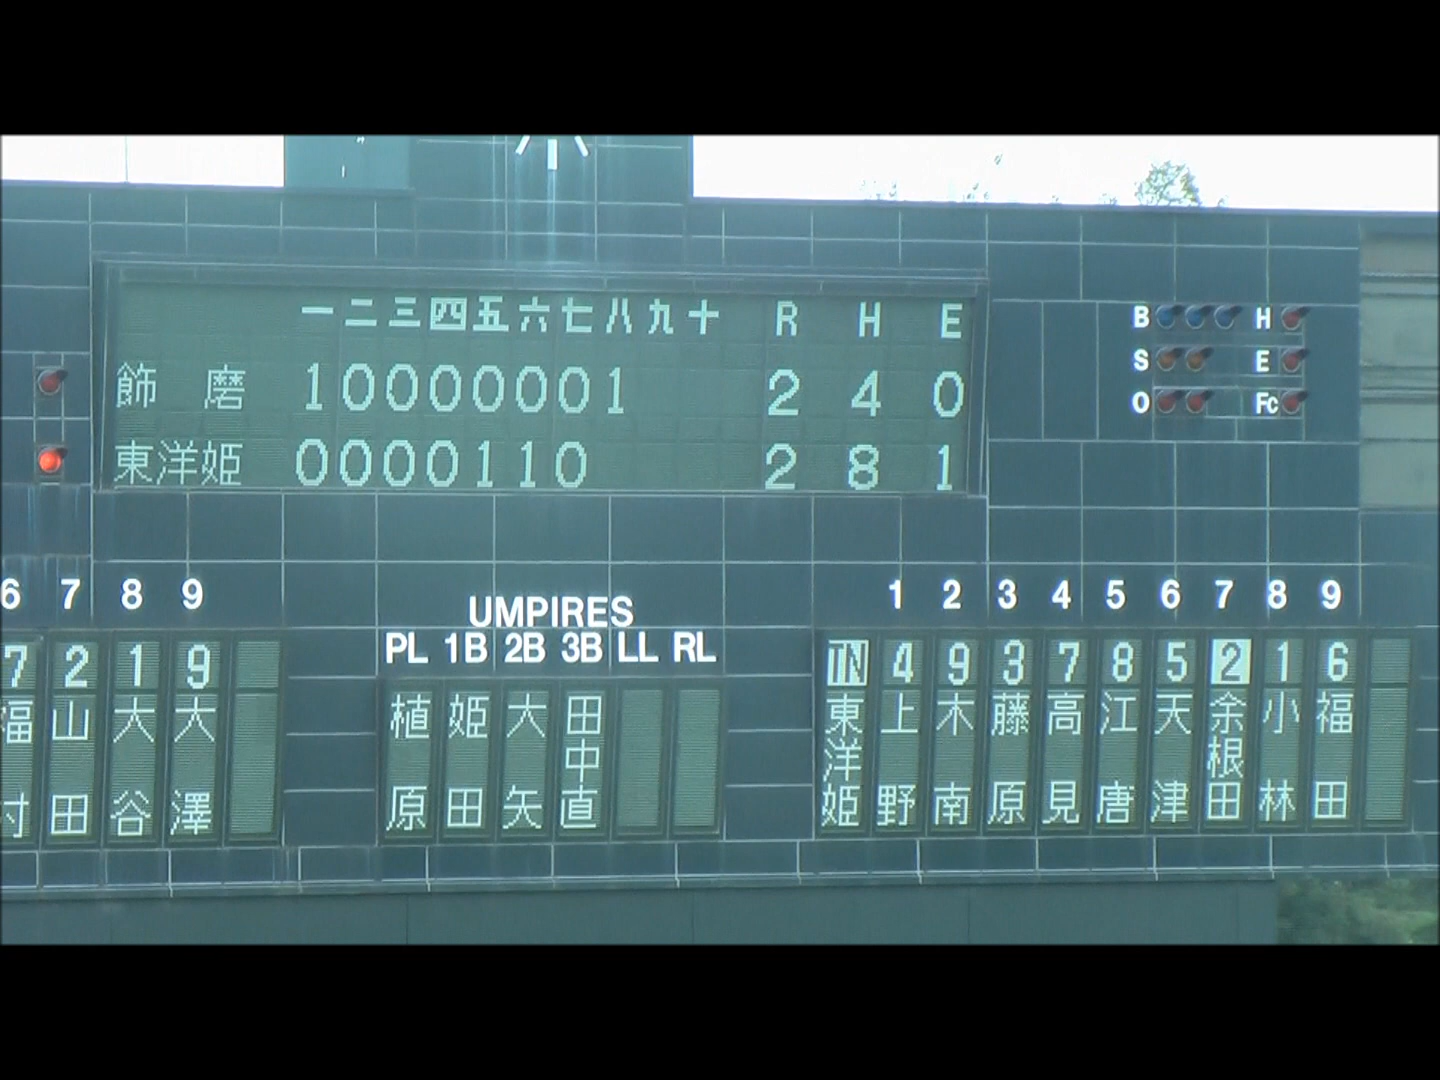 一二三四五六七八九十 R H E
飾磨 10000001 2 4 0
東洋姫 0000110 2 8 1
B H
S E
O Fc
6 7 8 9
7 2 1 9
山田
大谷
大澤
UMPIRES
PL 1B 2B 3B LL RL
植原
姫田
大矢
田中直
1 2 3 4 5 6 7 8 9
IN 4 9 3 7 8 5 2 1 6
東洋姫
上野
木南
藤原
高見
江唐
天津
余根田
小林
福田